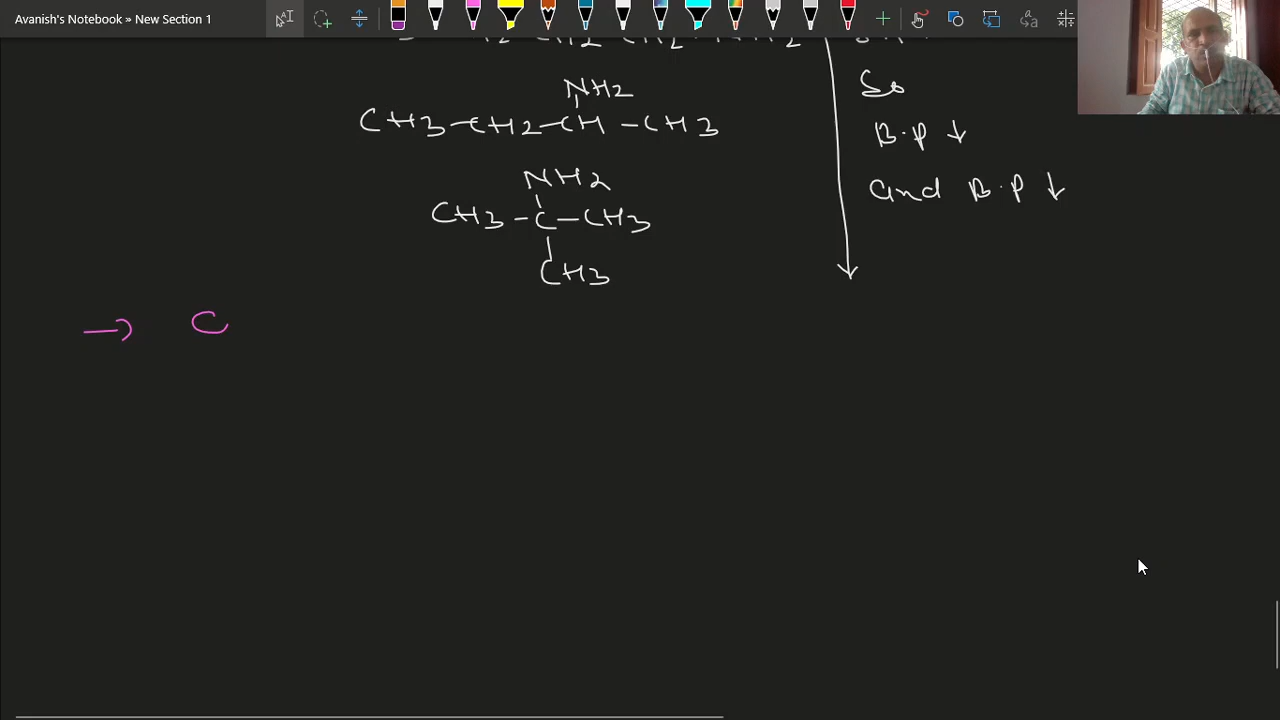 Avanish's Notebook » New Section 1
NH2
CH3-CH2-CH-CH3
So
B.P ↓
NH2
and B.P ↓
CH3-C-CH3
CH3
→ C